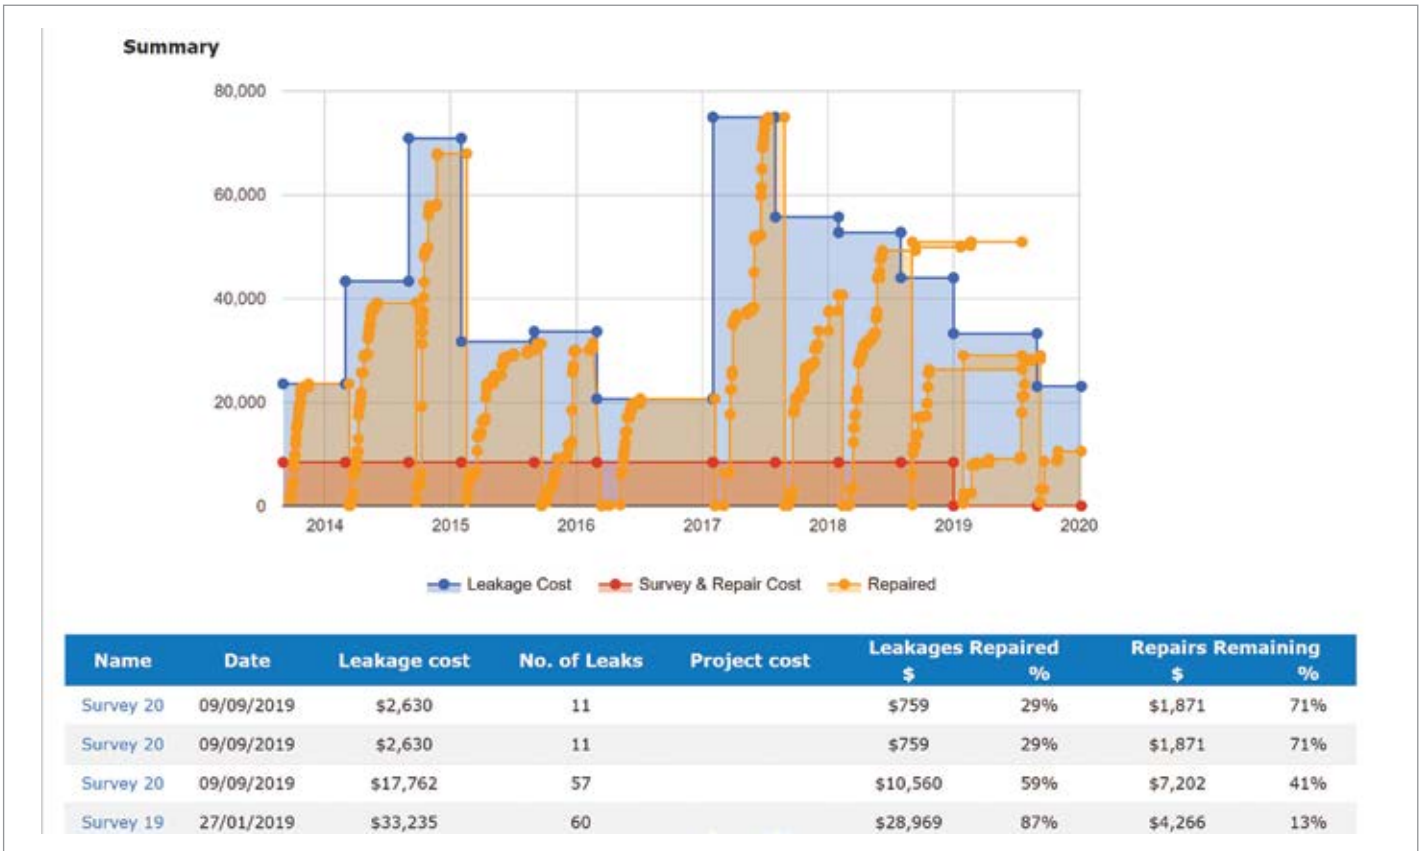 Summary
80,000
60,000
40,000
20,000
0
2014 2015 2016 2017 2018 2019 2020
Leakage Cost Survey & Repair Cost Repaired
Name Date Leakage cost No. of Leaks Project cost Leakages Repaired $ % Repairs Remaining $ %
Survey 20 09/09/2019 $2,630 11 $759 29% $1,871 71%
Survey 20 09/09/2019 $2,630 11 $759 29% $1,871 71%
Survey 20 09/09/2019 $17,762 57 $10,560 59% $7,202 41%
Survey 19 27/01/2019 $33,235 60 $28,969 87% $4,266 13%